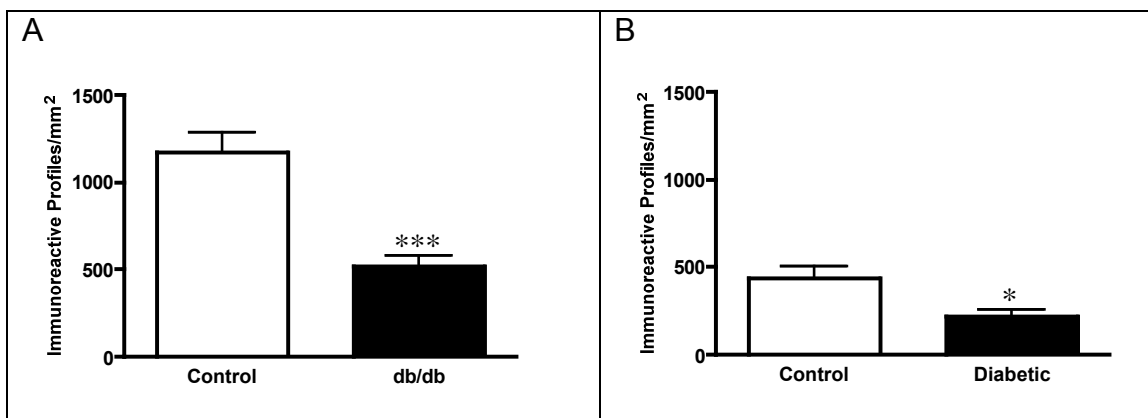 A
Immunoreactive Profiles/mm²
1500
1000
500
0
***
Control
db/db
B
Immunoreactive Profiles/mm²
1500
1000
500
0
*
Control
Diabetic